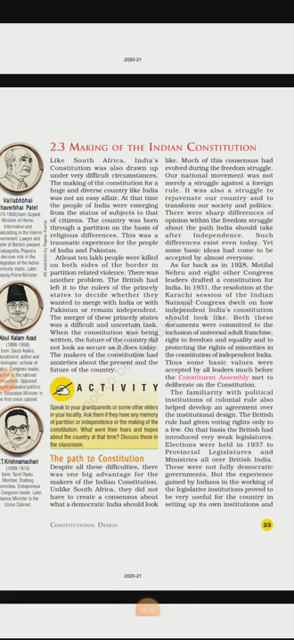 2020-21
2.3 MAKING OF THE INDIAN CONSTITUTION
Like South Africa, India's
Constitution was also drawn up
under very difficult circumstances.
The making of the constitution for a
huge and diverse country like India
was not an easy affair. At that time
the people of India were emerging
from the status of subjects to that
of citizens. The country was born
through a partition on the basis of
religious differences. This was a
traumatic experience for the people
of India and Pakistan.
Atleast ten lakh people were killed
on both sides of the border in
partition related violence. There was
another problem. The British had
left it to the rulers of the princely
states to decide whether they
wanted to merge with India or with
Pakistan or remain independent.
The merger of these princely states
was a difficult and uncertain task.
When the constitution was being
written, the future of the country did
not look as secure as it does today.
The makers of the constitution had
anxieties about the present and the
future of the country.
ACTIVITY
Speak to your grandparents or some other elders
in your locality. Ask them if they have any memory
of partition or independence or the making of the
constitution. What were their fears and hopes
about the country at that time? Discuss these in
the classroom.
The path to Constitution
Despite all these difficulties, there
was one big advantage for the
makers of the Indian Constitution.
Unlike South Africa, they did not
have to create a consensus about
what a democratic India should look
like. Much of this consensus had
evolved during the freedom struggle.
Our national movement was not
merely a struggle against a foreign
rule. It was also a struggle to
rejuvenate our country and to
transform our society and politics.
There were sharp differences of
opinion within the freedom struggle
about the path India should take
after Independence. Such
differences exist even today. Yet
some basic ideas had come to be
accepted by almost everyone.
As far back as in 1928, Motilal
Nehru and eight other Congress
leaders drafted a constitution for
India. In 1931, the resolution at the
Karachi session of the Indian
National Congress dwelt on how
independent India's constitution
should look like. Both these
documents were committed to the
inclusion of universal adult franchise,
right to freedom and equality and to
protecting the rights of minorities in
the constitution of independent India.
Thus some basic values were
accepted by all leaders much before
the Constituent Assembly met to
deliberate on the Constitution.
The familiarity with political
institutions of colonial rule also
helped develop an agreement over
the institutional design. The British
rule had given voting rights only to
a few. On that basis the British had
introduced very weak legislatures.
Elections were held in 1937 to
Provincial Legislatures and
Ministries all over British India.
These were not fully democratic
governments. But the experience
gained by Indians in the working of
the legislative institutions proved to
be very useful for the country in
setting up its own institutions and
Vallabhbhai
Jhaverbhai Patel
Abul Kalam Azad
(1888-1958)
T.T.Krishnamachari
(1899-1974)
CONSTITUTIONAL DESIGN
23
2020-21